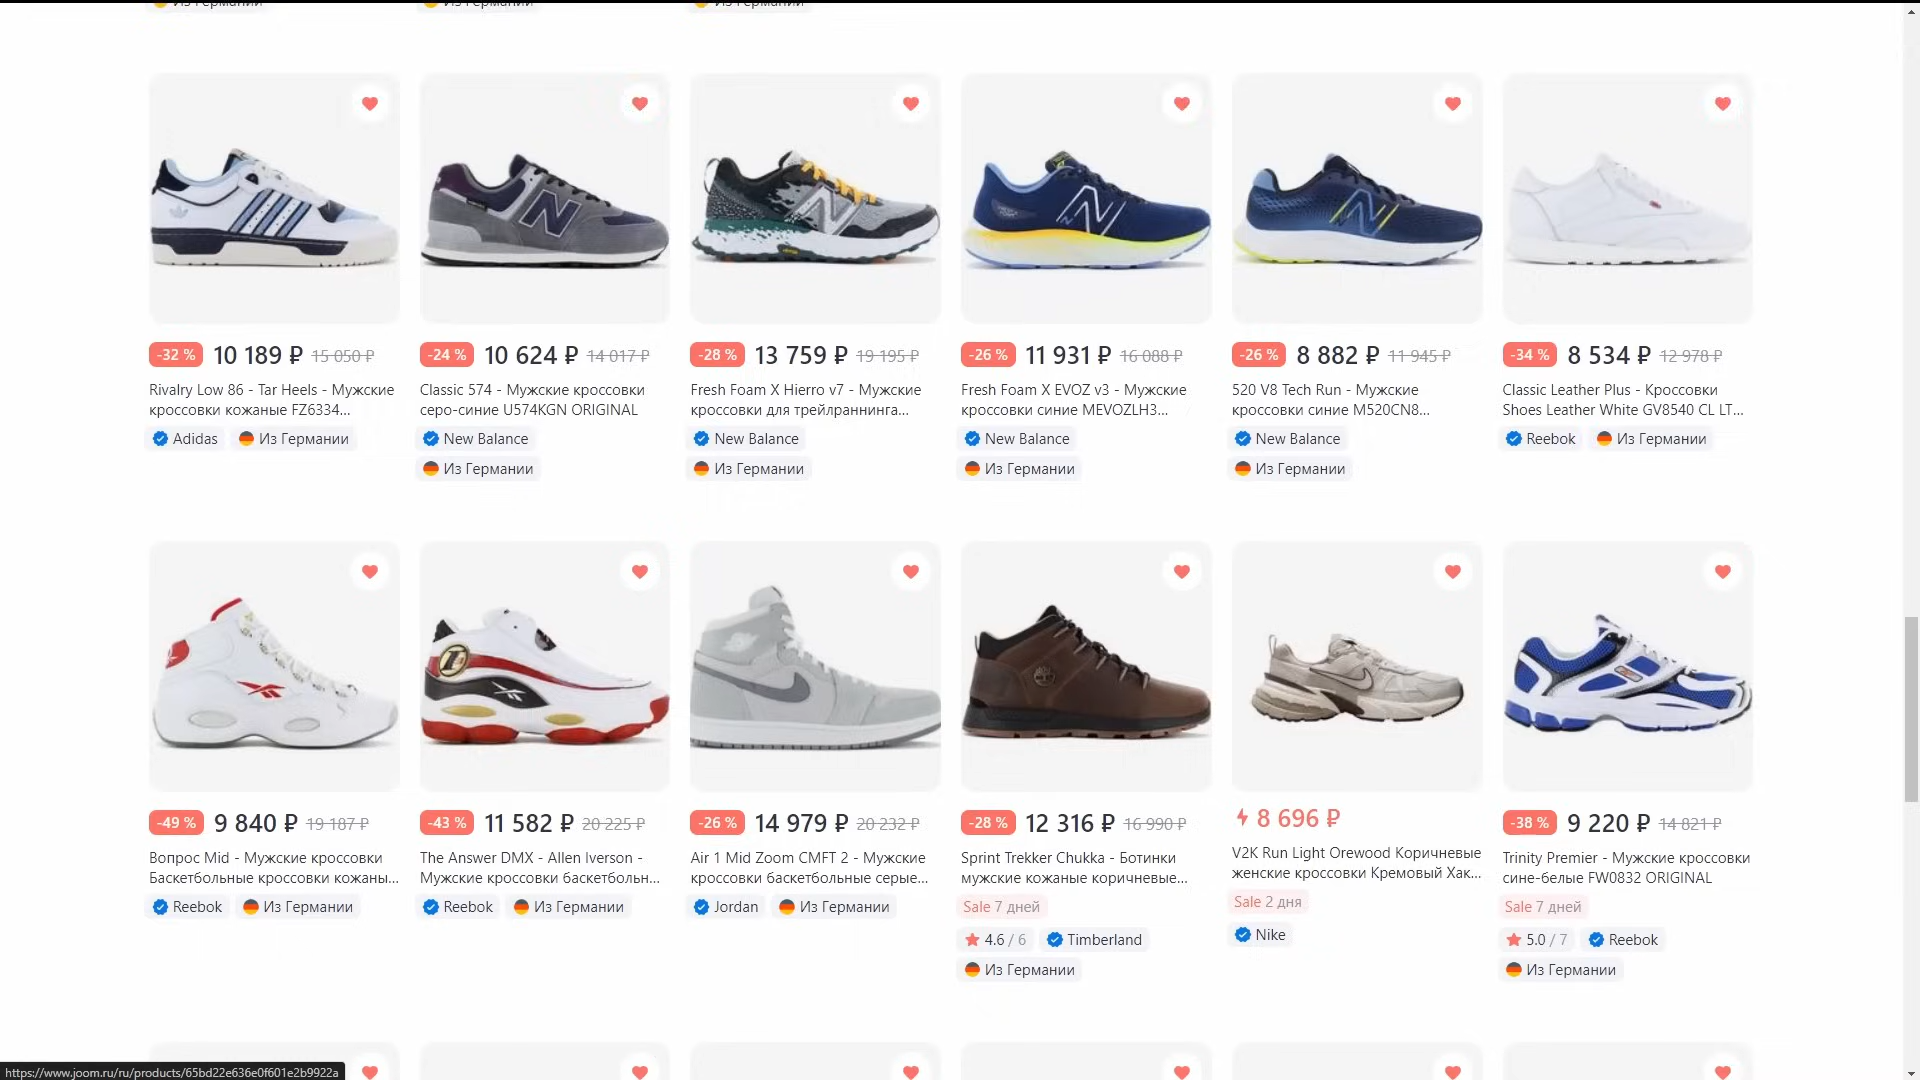 Из Германии
Из Германии
Из Германии
-32 % 10 189 ₽ 15 050 ₽
Rivalry Low 86 - Tar Heels - Мужские
кроссовки кожаные FZ6334...
Adidas
Из Германии
-24 % 10 624 ₽ 14 017 ₽
Classic 574 - Мужские кроссовки
серо-синие U574KGN ORIGINAL
New Balance
Из Германии
-28 % 13 759 ₽ 19 195 ₽
Fresh Foam X Hierro v7 - Мужские
кроссовки для трейлраннинга...
New Balance
Из Германии
-26 % 11 931 ₽ 16 088 ₽
Fresh Foam X EVOZ v3 - Мужские
кроссовки синие MEVOZLH3...
New Balance
Из Германии
-26 % 8 882 ₽ 11 945 ₽
520 V8 Tech Run - Мужские
кроссовки синие M520CN8...
New Balance
Из Германии
-34 % 8 534 ₽ 12 978 ₽
Classic Leather Plus - Кроссовки
Shoes Leather White GV8540 CL LT...
Reebok
Из Германии
-49 % 9 840 ₽ 19 187 ₽
Вопрос Mid - Мужские кроссовки
Баскетбольные кроссовки кожаны...
Reebok
Из Германии
-43 % 11 582 ₽ 20 225 ₽
The Answer DMX - Allen Iverson -
Мужские кроссовки баскетбольн...
Reebok
Из Германии
-26 % 14 979 ₽ 20 232 ₽
Air 1 Mid Zoom CMFT 2 - Мужские
кроссовки баскетбольные серые...
Jordan
Из Германии
-28 % 12 316 ₽ 16 990 ₽
Sprint Trekker Chukka - Ботинки
мужские кожаные коричневые...
Sale 7 дней
4.6 / 6
Timberland
Из Германии
8 696 ₽
V2K Run Light Orewood Коричневые
женские кроссовки Кремовый Хак...
Sale 2 дня
Nike
-38 % 9 220 ₽ 14 821 ₽
Trinity Premier - Мужские кроссовки
сине-белые FW0832 ORIGINAL
Sale 7 дней
5.0 / 7
Reebok
Из Германии
https://www.joom.ru/ru/products/65bd22e636e0f601e2b9922a